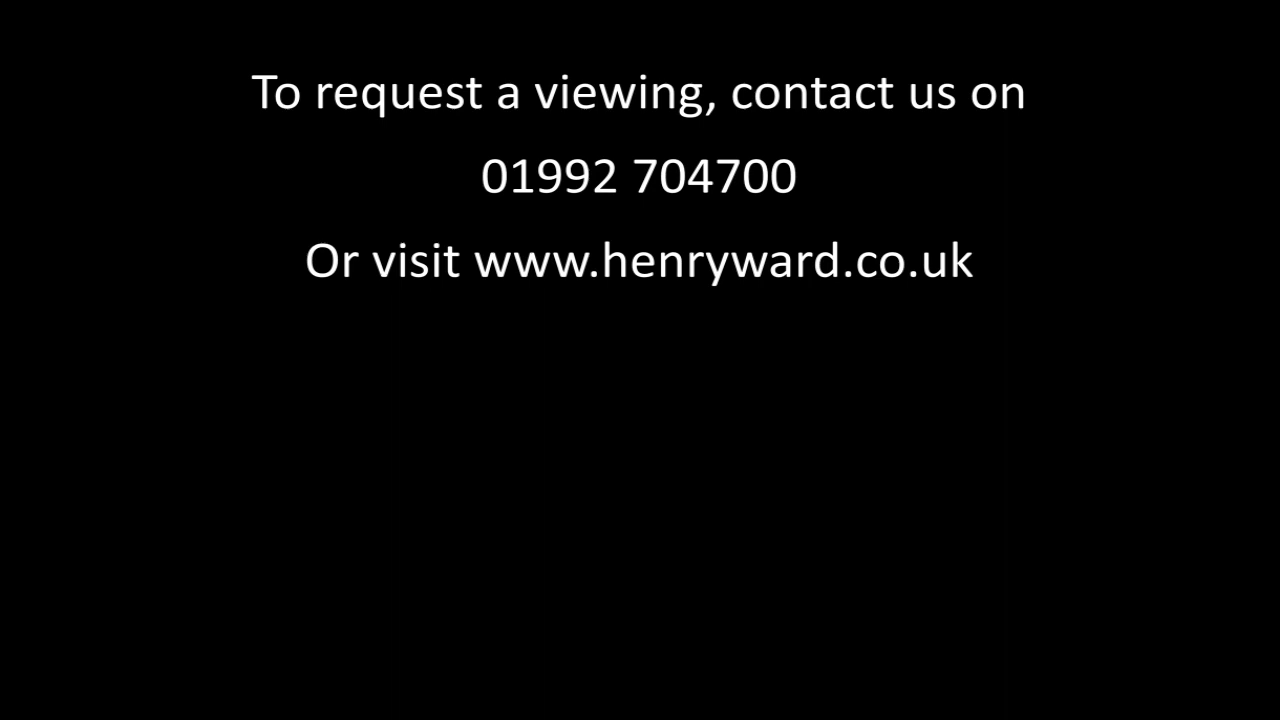 To request a viewing, contact us on
01992 704700
Or visit www.henryward.co.uk